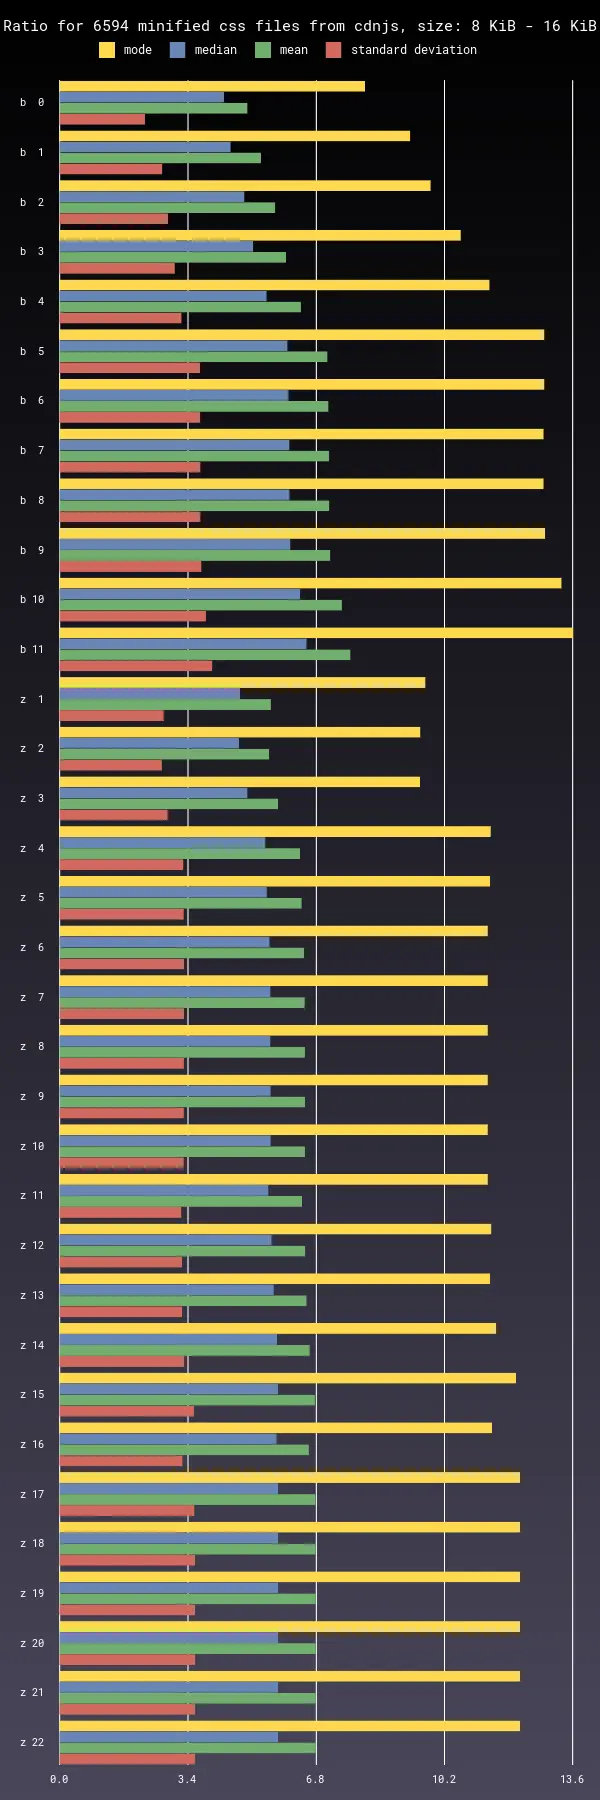 Ratio for 6594 minified css files from cdnjs, size: 8 KiB - 16 KiB
mode median mean standard deviation
b 0
b 1
b 2
b 3
b 4
b 5
b 6
b 7
b 8
b 9
b 10
b 11
z 1
z 2
z 3
z 4
z 5
z 6
z 7
z 8
z 9
z 10
z 11
z 12
z 13
z 14
z 15
z 16
z 17
z 18
z 19
z 20
z 21
z 22
0.0 3.4 6.8 10.2 13.6